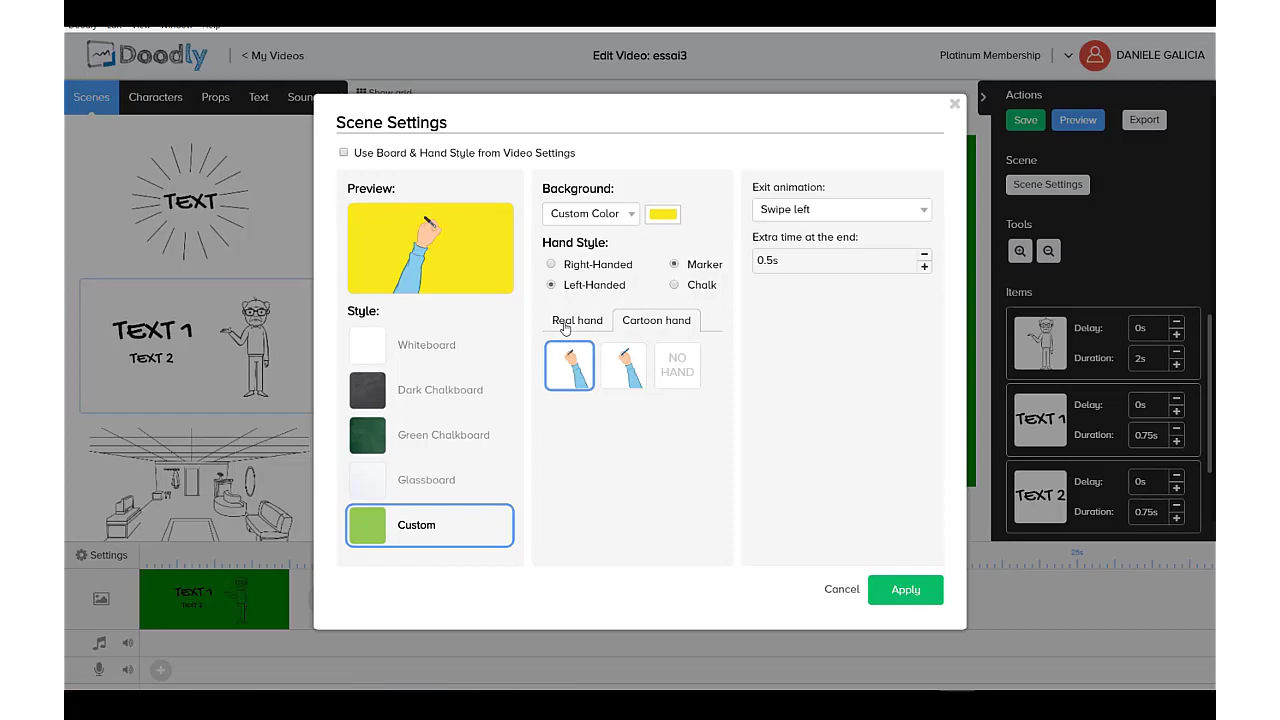 Doodly
< My Videos
Edit Video: essai3
Platinum Membership
DANIELE GALICIA
Scenes
Characters
Props
Text
Show grid
Actions
Save
Preview
Export
Scene
Scene Settings
Tools
Items
Delay:
0s
Duration:
2s
TEXT 1
Delay:
0s
Duration:
0.75s
TEXT 2
Delay:
0s
Duration:
0.75s
TEXT
TEXT 1
TEXT 2
Scene Settings
Use Board & Hand Style from Video Settings
Preview:
Style:
Whiteboard
Dark Chalkboard
Green Chalkboard
Glassboard
Custom
Background:
Custom Color
Hand Style:
Right-Handed
Marker
Left-Handed
Chalk
Real hand
Cartoon hand
NO
HAND
Exit animation:
Swipe left
Extra time at the end:
0.5s
Cancel
Apply
Settings
25s
TEXT 1
TEXT 2